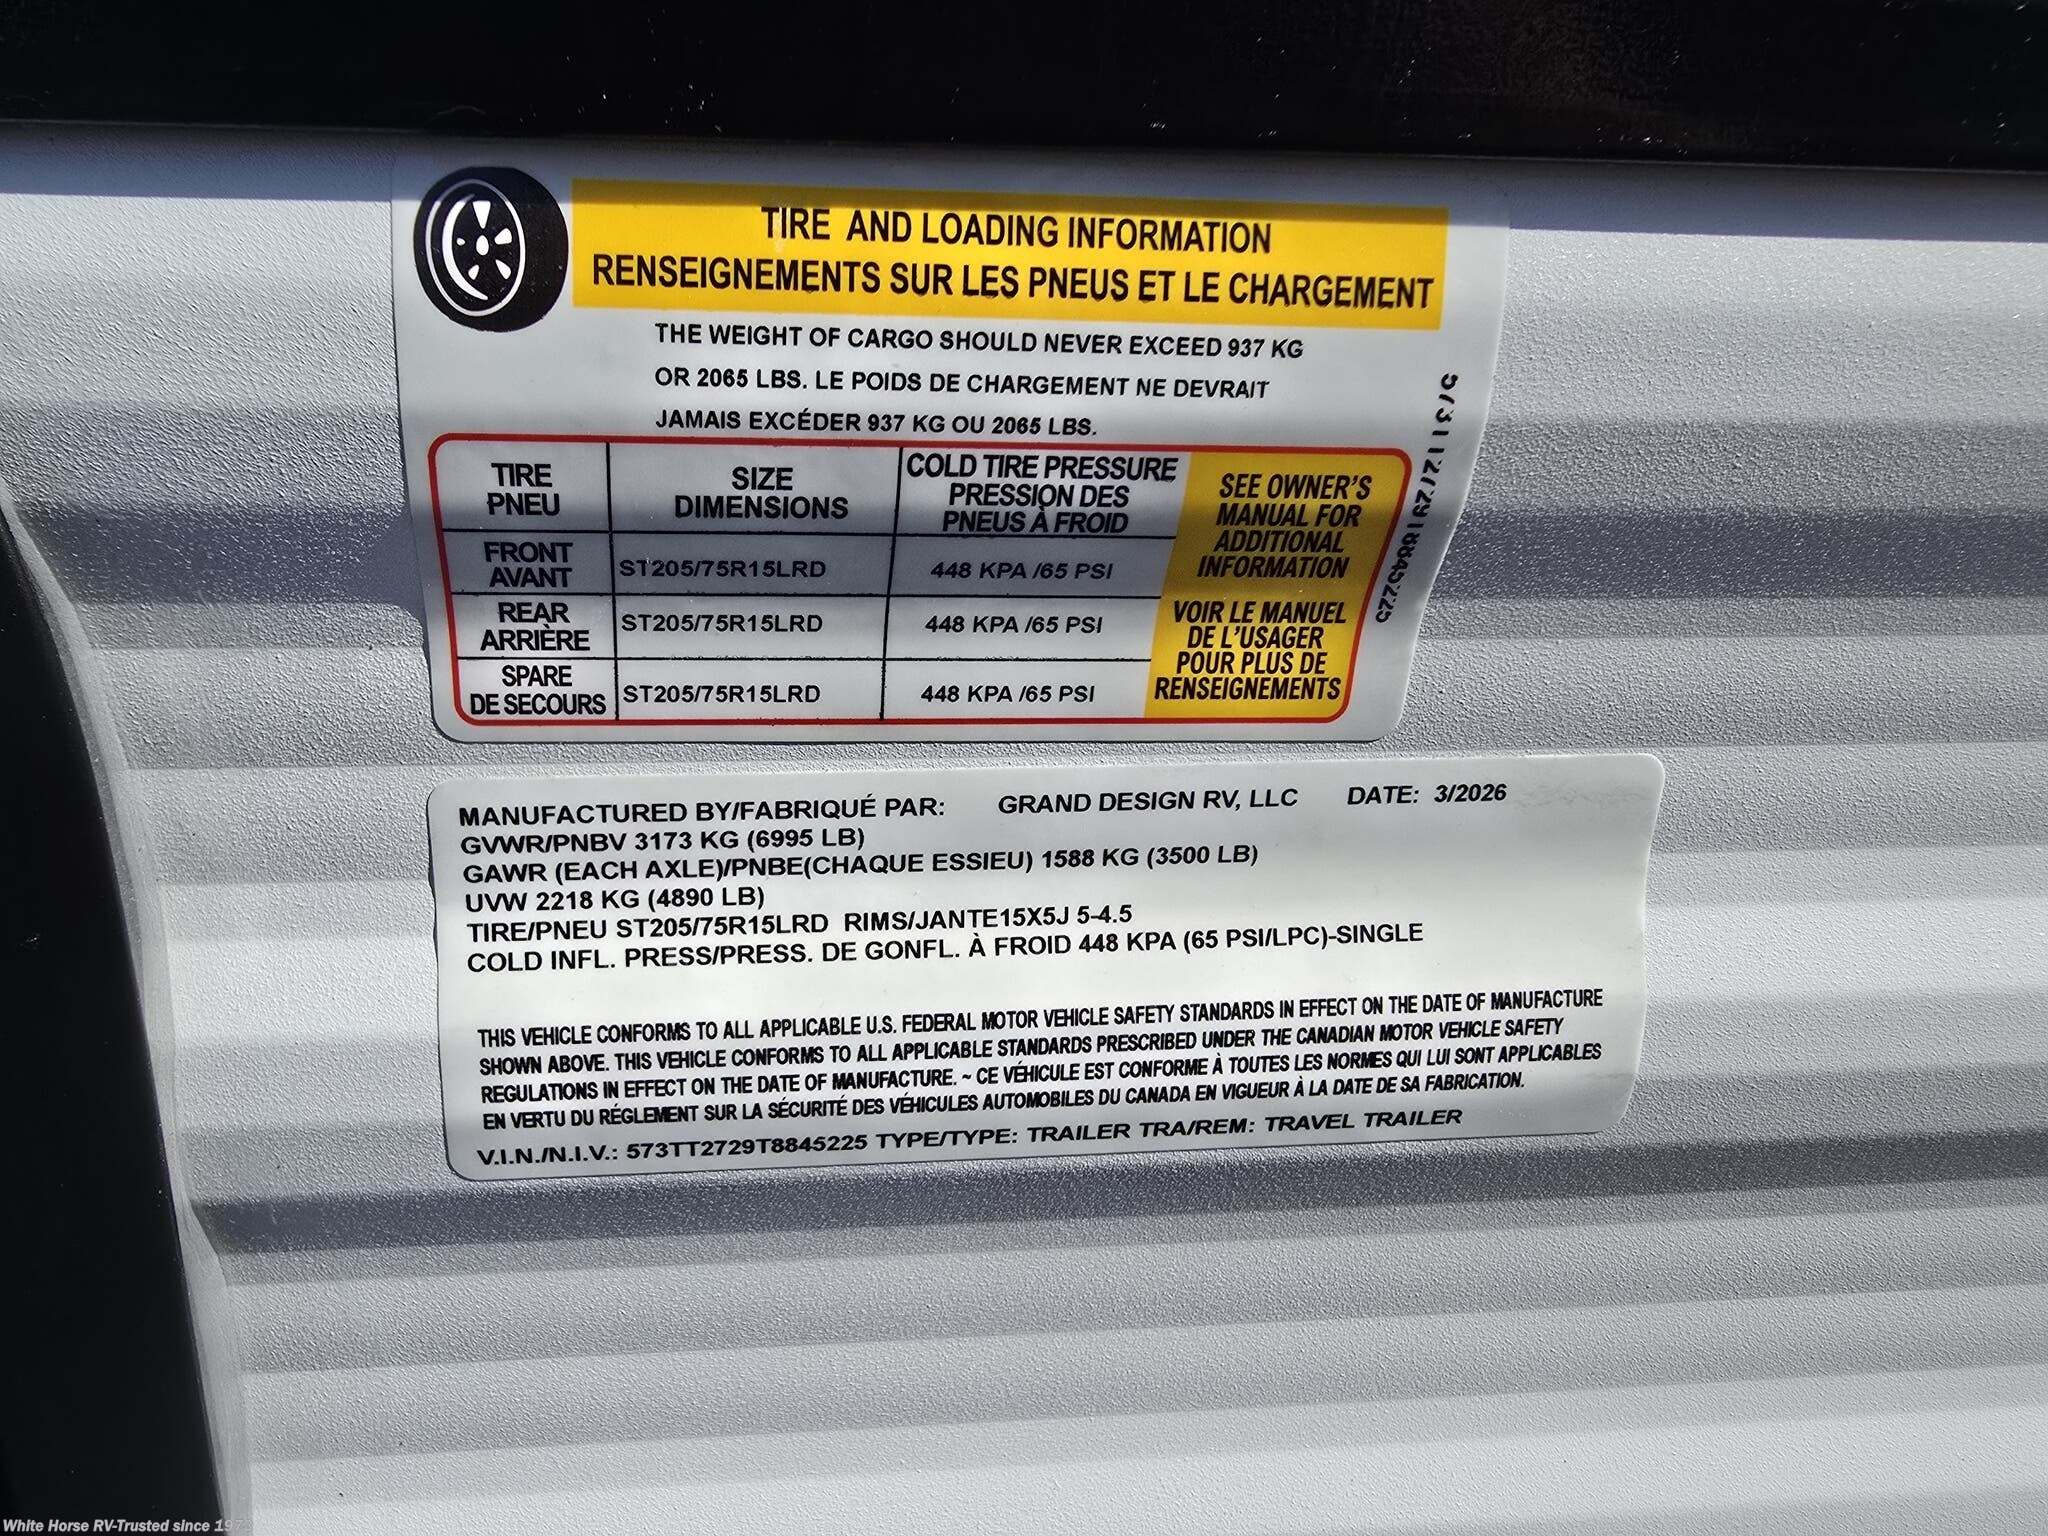 TIRE AND LOADING INFORMATION
RENSEIGNEMENTS SUR LES PNEUS ET LE CHARGEMENT
THE WEIGHT OF CARGO SHOULD NEVER EXCEED 937 KG
OR 2065 LBS. LE POIDS DE CHARGEMENT NE DEVRAIT
JAMAIS EXCÉDER 937 KG OU 2065 LBS.
TIRE
PNEU
SIZE
DIMENSIONS
COLD TIRE PRESSURE
PRESSION DES
PNEUS À FROID
FRONT
AVANT
ST205/75R15LRD
448 KPA /65 PSI
REAR
ARRIÈRE
ST205/75R15LRD
448 KPA /65 PSI
SPARE
DE SECOURS
ST205/75R15LRD
448 KPA /65 PSI
SEE OWNER'S
MANUAL FOR
ADDITIONAL
INFORMATION
VOIR LE MANUEL
DE L'USAGER
POUR PLUS DE
RENSEIGNEMENTS
MANUFACTURED BY/FABRIQUÉ PAR: GRAND DESIGN RV, LLC DATE: 3/2026
GVWR/PNBV 3173 KG (6995 LB)
GAWR (EACH AXLE)/PNBE(CHAQUE ESSIEU) 1588 KG (3500 LB)
UVW 2218 KG (4890 LB)
TIRE/PNEU ST205/75R15LRD RIMS/JANTE15X5J 5-4.5
COLD INFL. PRESS/PRESS. DE GONFL. À FROID 448 KPA (65 PSI/LPC)-SINGLE
THIS VEHICLE CONFORMS TO ALL APPLICABLE U.S. FEDERAL MOTOR VEHICLE SAFETY STANDARDS IN EFFECT ON THE DATE OF MANUFACTURE
SHOWN ABOVE. THIS VEHICLE CONFORMS TO ALL APPLICABLE STANDARDS PRESCRIBED UNDER THE CANADIAN MOTOR VEHICLE SAFETY
REGULATIONS IN EFFECT ON THE DATE OF MANUFACTURE. ~ CE VÉHICULE EST CONFORME À TOUTES LES NORMES QUI LUI SONT APPLICABLES
EN VERTU DU RÉGLEMENT SUR LA SÉCURITÉ DES VÉHICULES AUTOMOBILES DU CANADA EN VIGUEUR À LA DATE DE SA FABRICATION.
V.I.N./N.I.V.: 573TT2729T8845225 TYPE/TYPE: TRAILER TRA/REM: TRAVEL TRAILER
White Horse RV-Trusted since